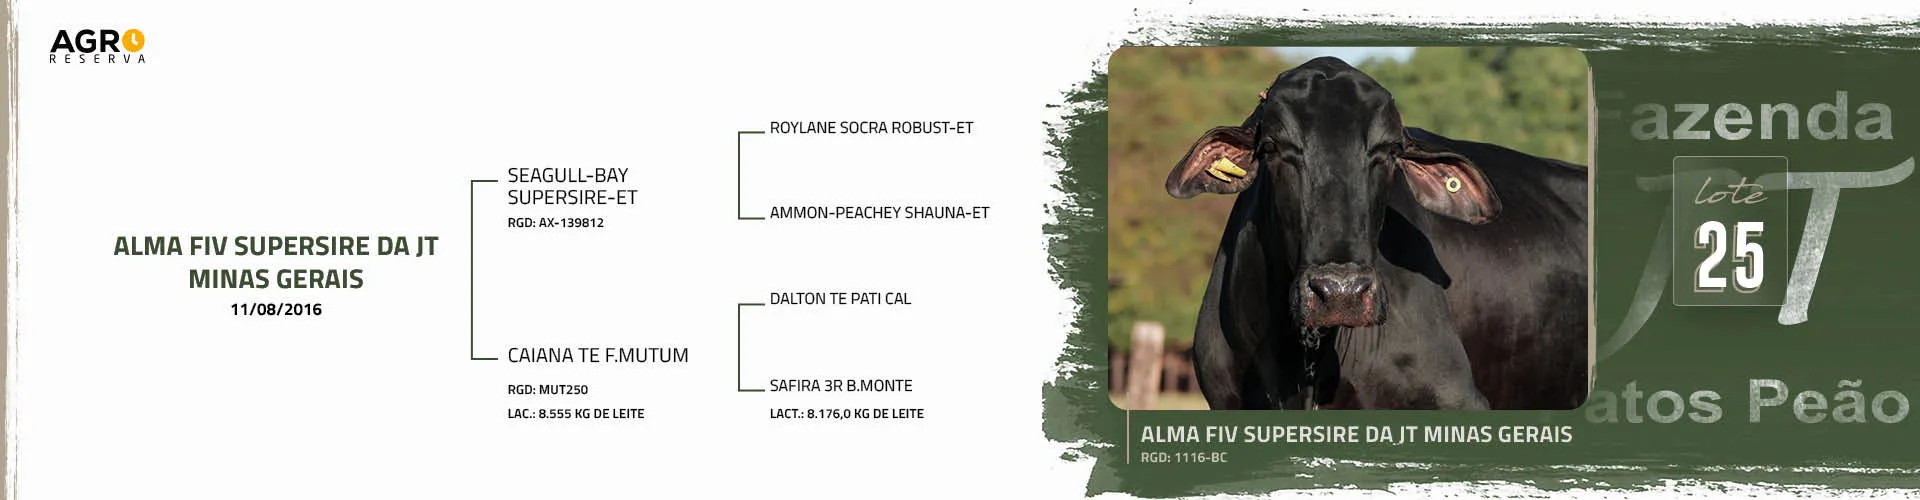 AGRO
RESERVA
ALMA FIV SUPERSIRE DA JT
MINAS GERAIS
11/08/2016
SEAGULL-BAY
SUPERSIRE-ET
RGD: AX-139812
CAIANA TE F.MUTUM
RGD: MUT250
LAC.: 8.555 KG DE LEITE
ROYLANE SOCRA ROBUST-ET
AMMON-PEACHEY SHAUNA-ET
DALTON TE PATI CAL
SAFIRA 3R B.MONTE
LACT.: 8.176,0 KG DE LEITE
Fazenda
JT
lote
25
atos Peão
ALMA FIV SUPERSIRE DA JT MINAS GERAIS
RGD: 1116-BC